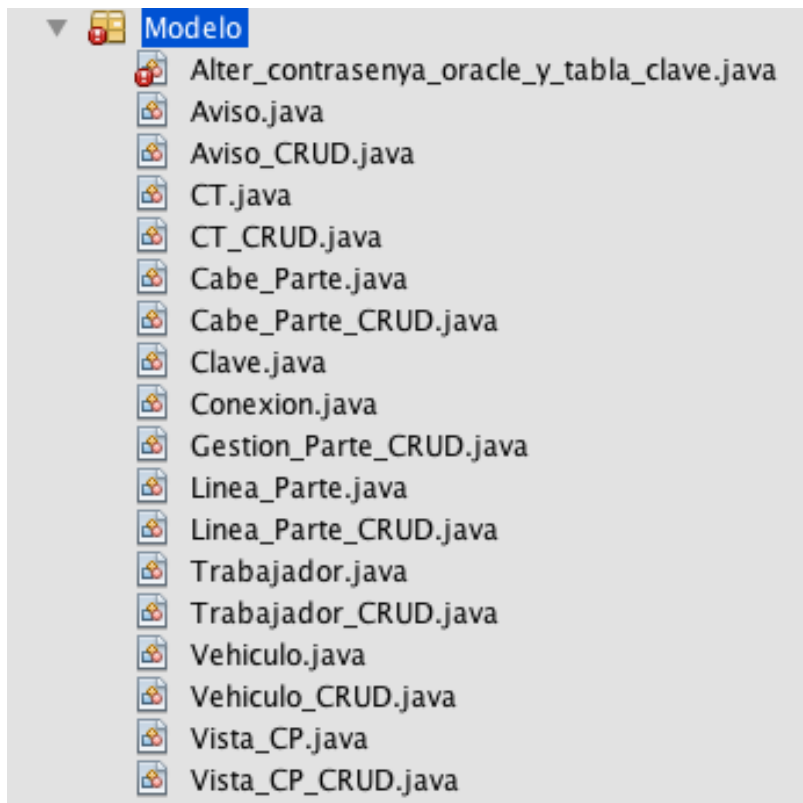 Modelo
Alter_contrasenya_oracle_y_tabla_clave.java
Aviso.java
Aviso_CRUD.java
CT.java
CT_CRUD.java
Cabe_Parte.java
Cabe_Parte_CRUD.java
Clave.java
Conexion.java
Gestion_Parte_CRUD.java
Linea_Parte.java
Linea_Parte_CRUD.java
Trabajador.java
Trabajador_CRUD.java
Vehiculo.java
Vehiculo_CRUD.java
Vista_CP.java
Vista_CP_CRUD.java